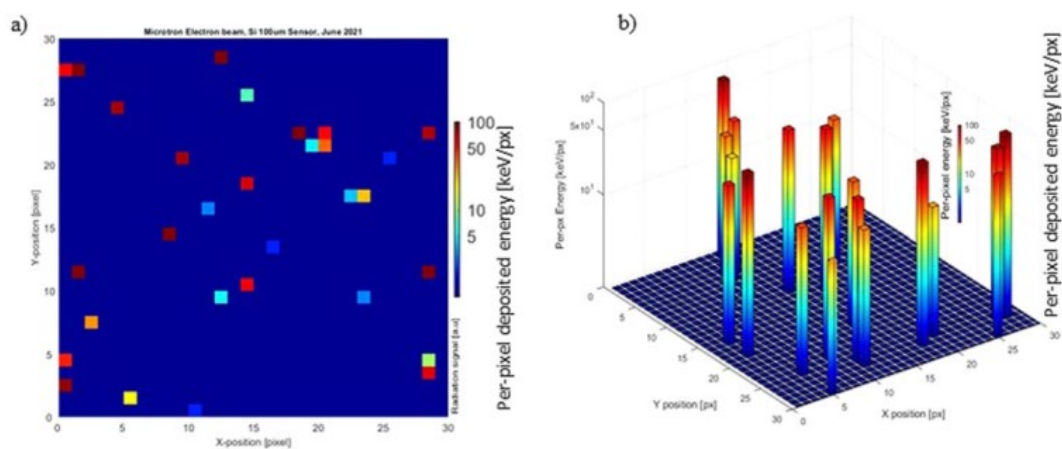 a)
Microtron Electron beam, Si 100um Sensor, June 2021
30
25
20
15
10
5
0
Y-position [pixel]
0 5 10 15 20 25 30
X-position [pixel]
100
50
10
5
Radiation signal [a.u]
Per-pixel deposited energy [keV/px]
b)
10²
5x10¹
10¹
0
Per-px Energy [keV/px]
0 5 10 15 20 25 30
Y position [px]
0 5 10 15 20 25 30
X position [px]
Per-pixel energy [keV/px]
100
50
10
5
Per-pixel deposited energy [keV/px]